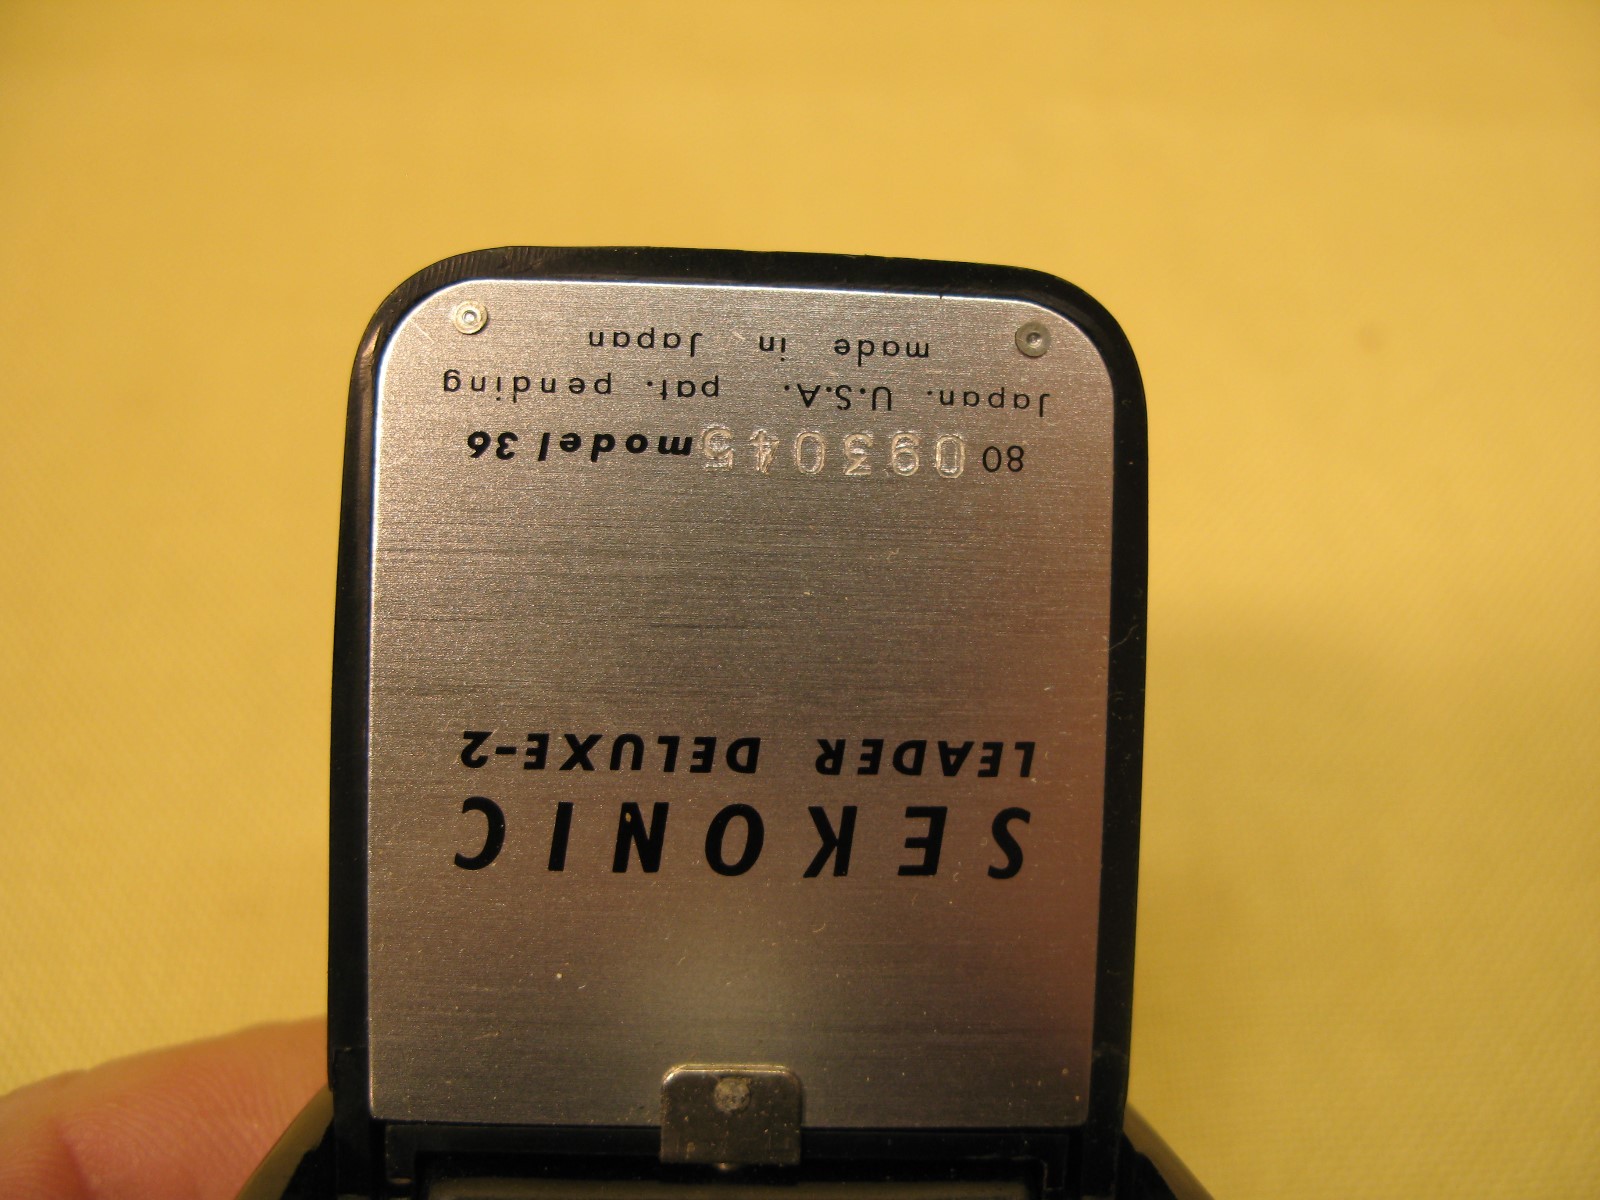 SEKONIC
LEADER DELUXE-2
80 093045 model 36
Japan. U.S.A. pat. pending
made in Japan